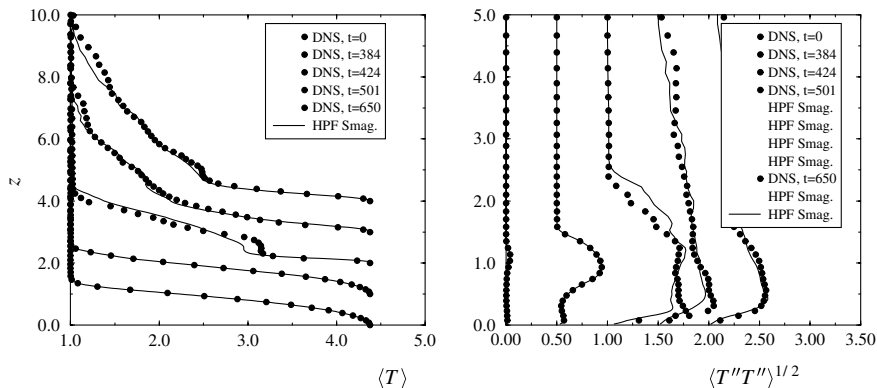 10.0
8.0
6.0
4.0
2.0
0.0
z
1.0 2.0 3.0 4.0 5.0
⟨T⟩
DNS, t=0
DNS, t=384
DNS, t=424
DNS, t=501
DNS, t=650
HPF Smag.
5.0
4.0
3.0
2.0
1.0
0.0
0.00 0.50 1.00 1.50 2.00 2.50 3.00 3.50
⟨T″T″⟩^{1/2}
DNS, t=0
DNS, t=384
DNS, t=424
DNS, t=501
HPF Smag.
HPF Smag.
HPF Smag.
HPF Smag.
DNS, t=650
HPF Smag.
HPF Smag.